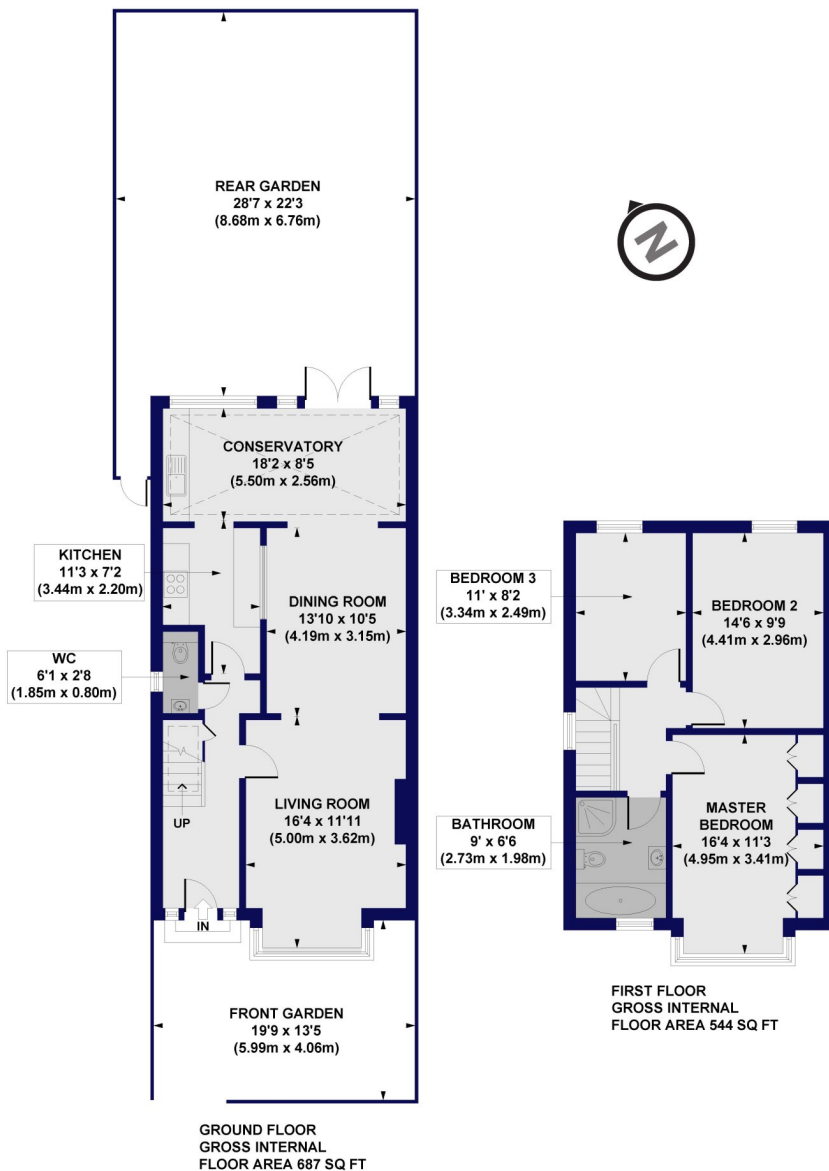 REAR GARDEN
28'7 x 22'3
(8.68m x 6.76m)
N
CONSERVATORY
18'2 x 8'5
(5.50m x 2.56m)
KITCHEN
11'3 x 7'2
(3.44m x 2.20m)
DINING ROOM
13'10 x 10'5
(4.19m x 3.15m)
WC
6'1 x 2'8
(1.85m x 0.80m)
UP
LIVING ROOM
16'4 x 11'11
(5.00m x 3.62m)
IN
FRONT GARDEN
19'9 x 13'5
(5.99m x 4.06m)
GROUND FLOOR
GROSS INTERNAL
FLOOR AREA 687 SQ FT
BEDROOM 3
11' x 8'2
(3.34m x 2.49m)
BEDROOM 2
14'6 x 9'9
(4.41m x 2.96m)
BATHROOM
9' x 6'6
(2.73m x 1.98m)
MASTER
BEDROOM
16'4 x 11'3
(4.95m x 3.41m)
FIRST FLOOR
GROSS INTERNAL
FLOOR AREA 544 SQ FT